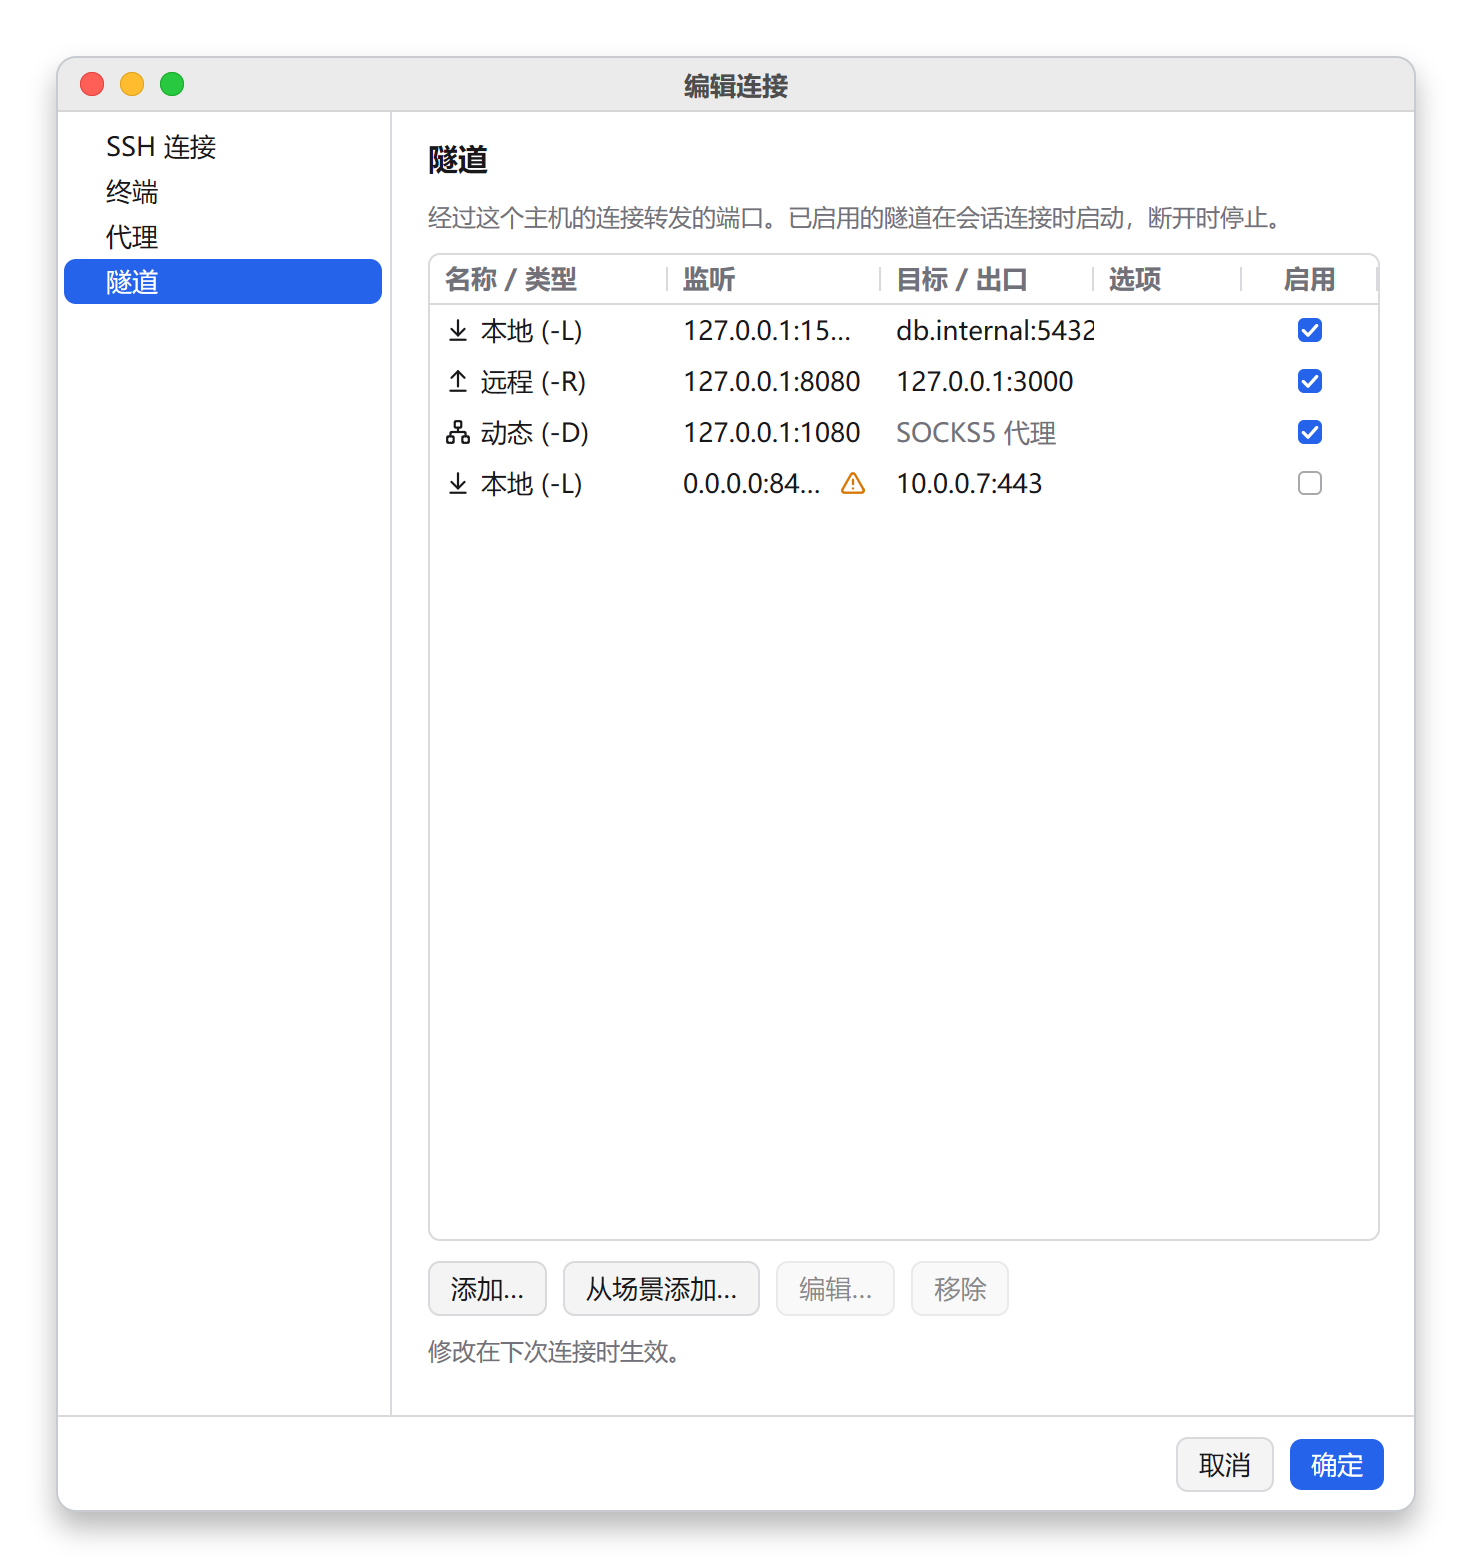 编辑连接
SSH 连接
终端
代理
隧道
隧道
经过这个主机的连接转发的端口。已启用的隧道在会话连接时启动，断开时停止。
名称 / 类型 监听 目标 / 出口 选项 启用
本地 (-L) 127.0.0.1:15... db.internal:5432
远程 (-R) 127.0.0.1:8080 127.0.0.1:3000
动态 (-D) 127.0.0.1:1080 SOCKS5 代理
本地 (-L) 0.0.0.0:84... 10.0.0.7:443
添加... 从场景添加... 编辑... 移除
修改在下次连接时生效。
取消 确定